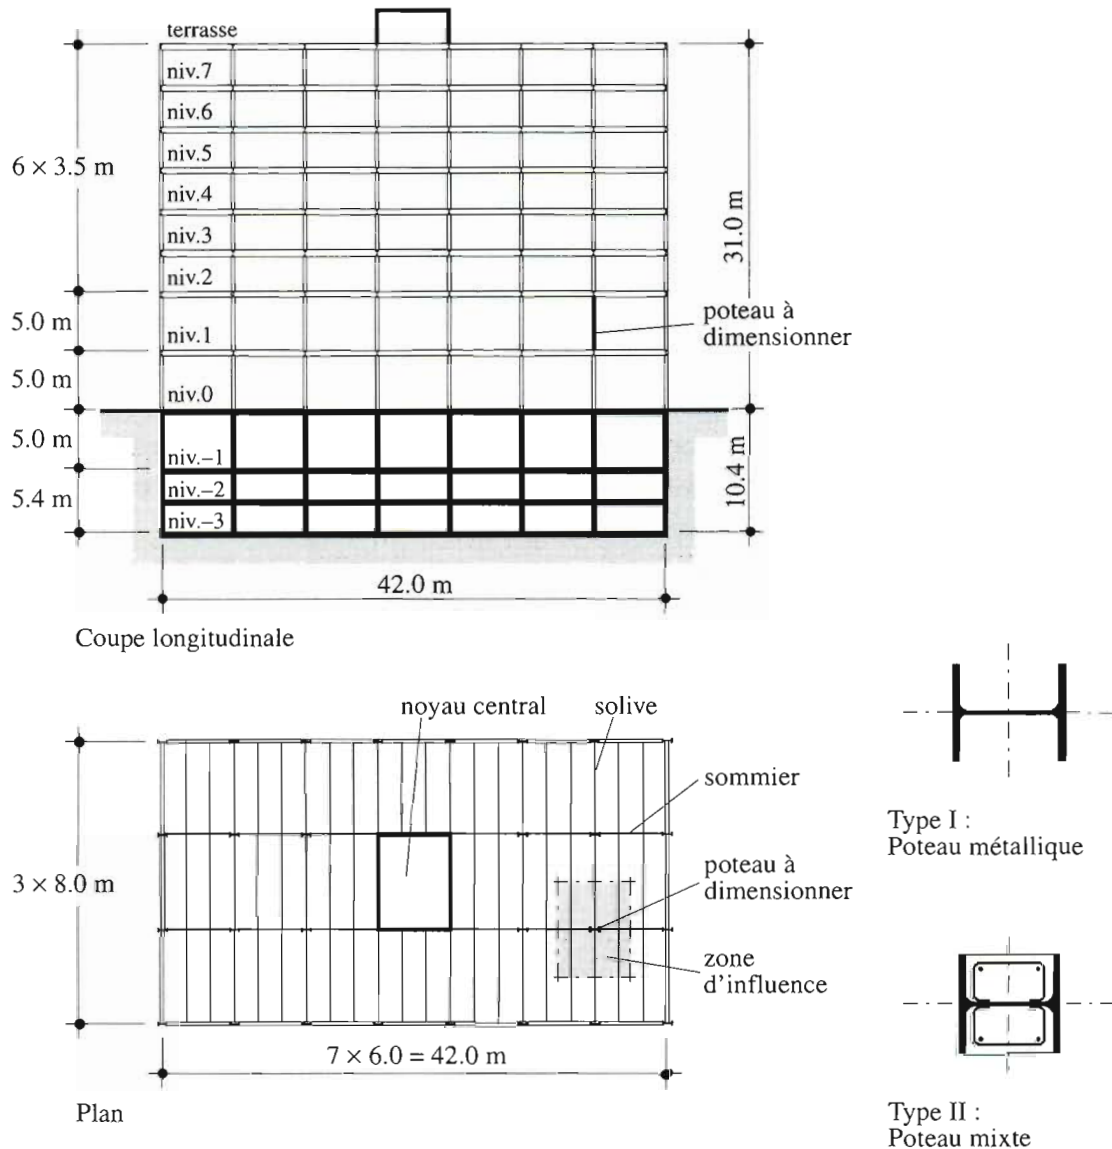 terrasse
niv.7
niv.6
niv.5
niv.4
niv.3
niv.2
niv.1
niv.0
niv.–1
niv.–2
niv.–3
6 × 3.5 m
5.0 m
5.0 m
5.0 m
5.4 m
31.0 m
10.4 m
poteau à
dimensionner
42.0 m
Coupe longitudinale
noyau central
solive
sommier
poteau à
dimensionner
zone
d'influence
3 × 8.0 m
7 × 6.0 = 42.0 m
Plan
Type I :
Poteau métallique
Type II :
Poteau mixte